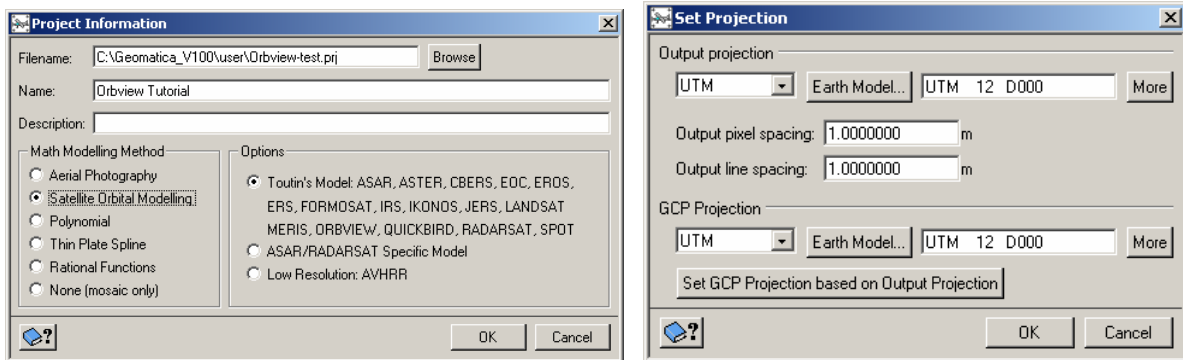 Project Information
Filename: C:\Geomatica_V100\user\Orbview-test.prj Browse
Name: Orbview Tutorial
Description:
Math Modelling Method
Aerial Photography
Satellite Orbital Modelling
Polynomial
Thin Plate Spline
Rational Functions
None (mosaic only)
Options
Toutin's Model: ASAR, ASTER, CBERS, EOC, EROS,
ERS, FORMOSAT, IRS, IKONOS, JERS, LANDSAT
MERIS, ORBVIEW, QUICKBIRD, RADARSAT, SPOT
ASAR/RADARSAT Specific Model
Low Resolution: AVHRR
?
OK Cancel
Set Projection
Output projection
UTM Earth Model... UTM 12 D000 More
Output pixel spacing: 1.0000000 m
Output line spacing: 1.0000000 m
GCP Projection
UTM Earth Model... UTM 12 D000 More
Set GCP Projection based on Output Projection
?
OK Cancel